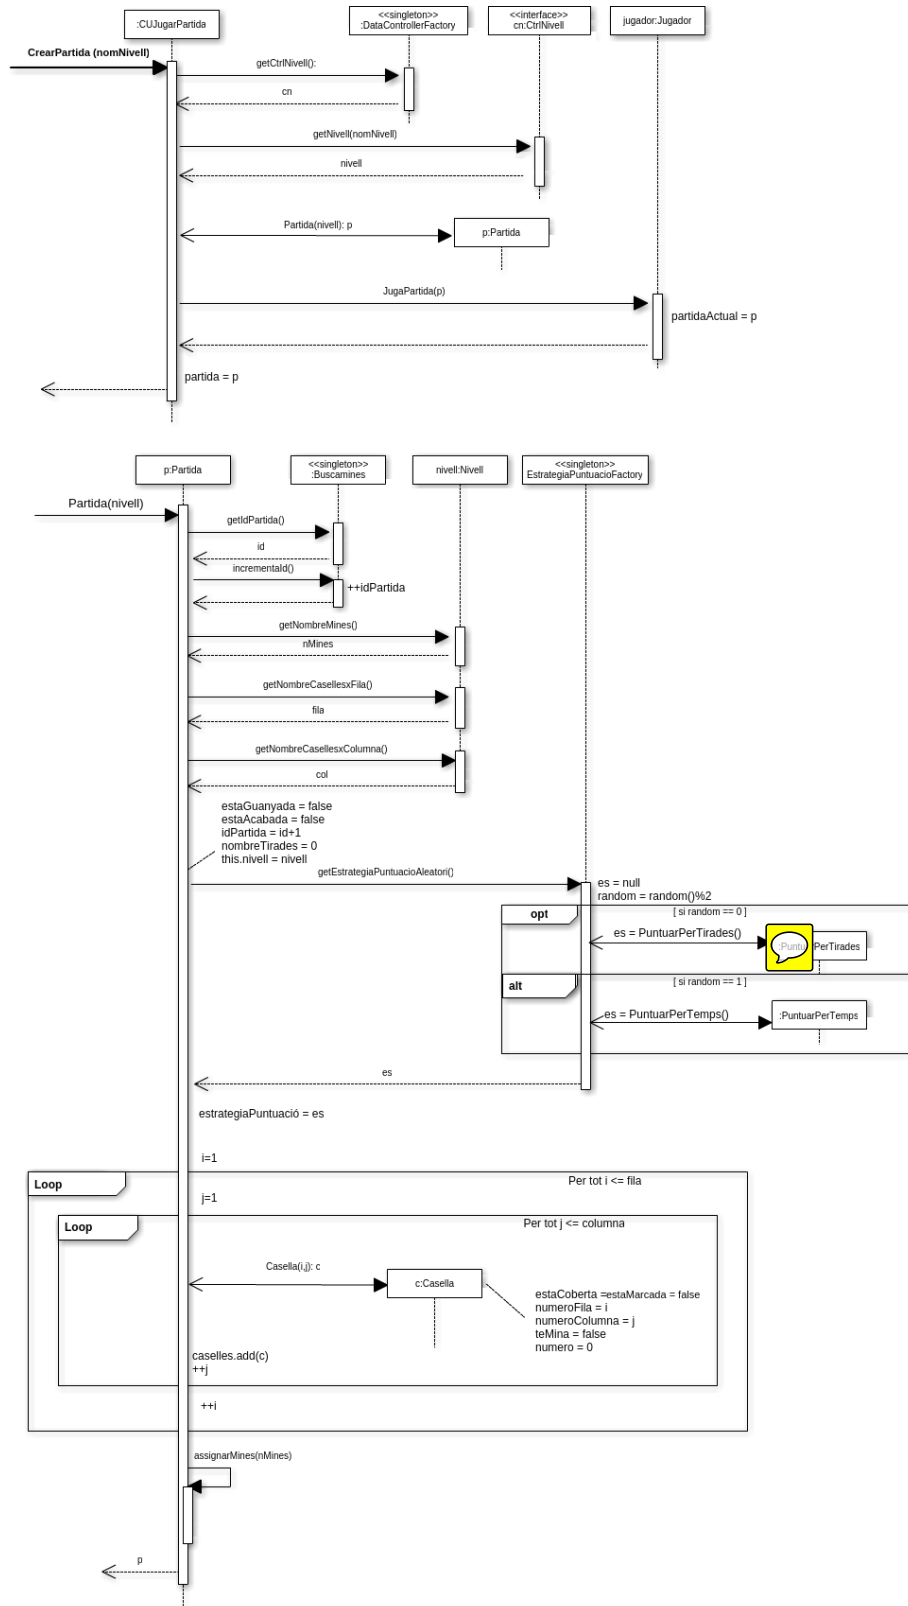 :CUJugarPartida
<<singleton>>
:DataControllerFactory
<<interface>>
cn:CtrlNivell
jugador:Jugador
CrearPartida (nomNivell)
getCtrlNivell():
cn
getNivell(nomNivell)
nivell
Partida(nivell): p
p:Partida
JugaPartida(p)
partidaActual = p
partida = p
p:Partida
<<singleton>>
:Buscamines
nivell:Nivell
<<singleton>>
EstrategiaPuntuacioFactory
Partida(nivell)
getIdPartida()
id
incrementaId()
++idPartida
getNombreMines()
nMines
getNombreCasellesxFila()
fila
getNombreCasellesxColumna()
col
estaGuanyada = false
estaAcabada = false
idPartida = id+1
nombreTirades = 0
this.nivell = nivell
getEstrategiaPuntuacioAleatori()
es = null
random = random()%2
opt
[ si random == 0 ]
es = PuntuarPerTirades()
:PuntuarPerTirades
alt
[ si random == 1 ]
es = PuntuarPerTemps()
:PuntuarPerTemps
es
estrategiaPuntuació = es
i=1
Loop
Per tot i <= fila
j=1
Loop
Per tot j <= columna
Casella(i,j): c
c:Casella
estaCoberta =estaMarcada = false
numeroFila = i
numeroColumna = j
teMina = false
numero = 0
caselles.add(c)
++j
++i
assignarMines(nMines)
p